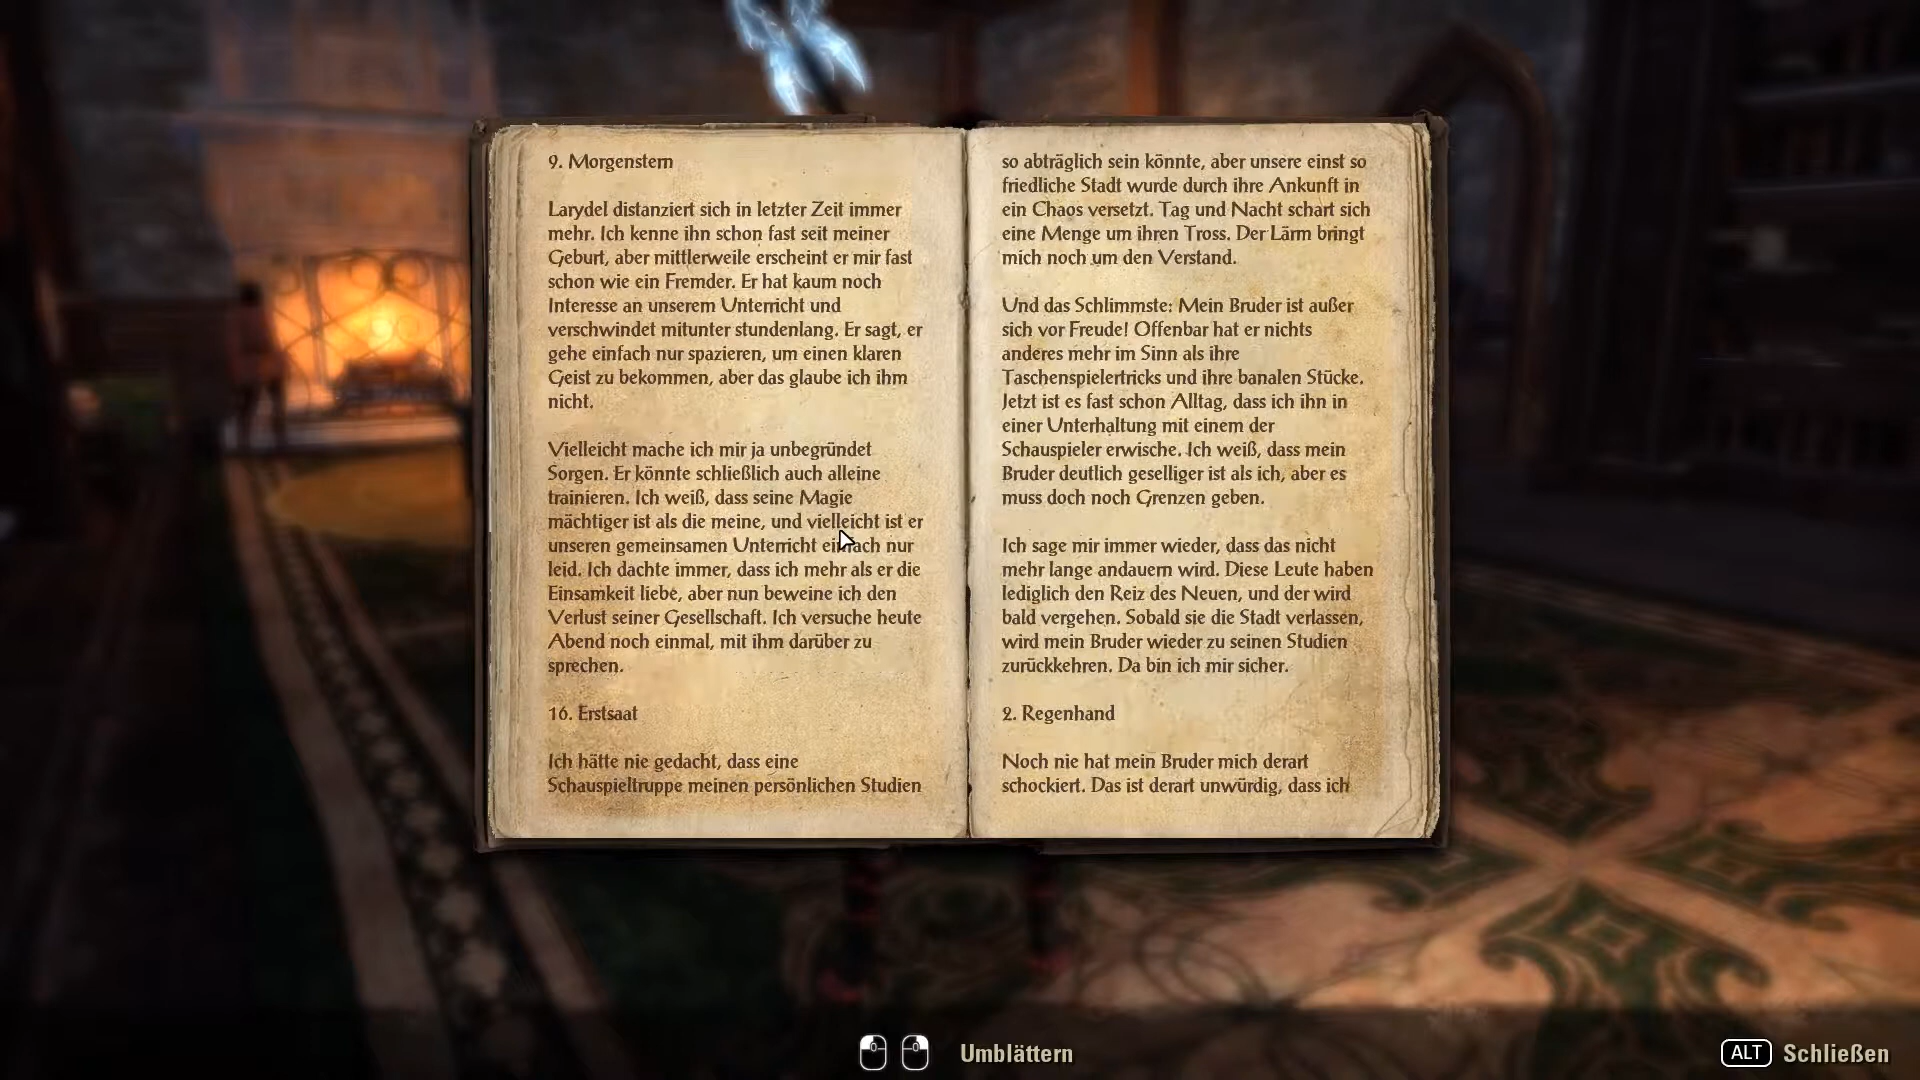 9. Morgenstern
Larydel distanziert sich in letzter Zeit immer
mehr. Ich kenne ihn schon fast seit meiner
Geburt, aber mittlerweile erscheint er mir fast
schon wie ein Fremder. Er hat kaum noch
Interesse an unserem Unterricht und
verschwindet mitunter stundenlang. Er sagt, er
gehe einfach nur spazieren, um einen klaren
Geist zu bekommen, aber das glaube ich ihm
nicht.
Vielleicht mache ich mir ja unbegründet
Sorgen. Er könnte schließlich auch alleine
trainieren. Ich weiß, dass seine Magie
mächtiger ist als die meine, und vielleicht ist er
unseren gemeinsamen Unterricht einfach nur
leid. Ich dachte immer, dass ich mehr als er die
Einsamkeit liebe, aber nun beweine ich den
Verlust seiner Gesellschaft. Ich versuche heute
Abend noch einmal, mit ihm darüber zu
sprechen.
16. Erstsaat
Ich hätte nie gedacht, dass eine
Schauspieltruppe meinen persönlichen Studien
so abträglich sein könnte, aber unsere einst so
friedliche Stadt wurde durch ihre Ankunft in
ein Chaos versetzt. Tag und Nacht schart sich
eine Menge um ihren Tross. Der Lärm bringt
mich noch um den Verstand.
Und das Schlimmste: Mein Bruder ist außer
sich vor Freude! Offenbar hat er nichts
anderes mehr im Sinn als ihre
Taschenspielertricks und ihre banalen Stücke.
Jetzt ist es fast schon Alltag, dass ich ihn in
einer Unterhaltung mit einem der
Schauspieler erwische. Ich weiß, dass mein
Bruder deutlich geselliger ist als ich, aber es
muss doch noch Grenzen geben.
Ich sage mir immer wieder, dass das nicht
mehr lange andauern wird. Diese Leute haben
lediglich den Reiz des Neuen, und der wird
bald vergehen. Sobald sie die Stadt verlassen,
wird mein Bruder wieder zu seinen Studien
zurückkehren. Da bin ich mir sicher.
2. Regenhand
Noch nie hat mein Bruder mich derart
schockiert. Das ist derart unwürdig, dass ich
Umblättern
ALT Schließen